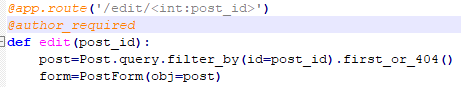 @app.route('/edit/<int:post_id>')
@author_required
def edit(post_id):
    post=Post.query.filter_by(id=post_id).first_or_404()
    form=PostForm(obj=post)